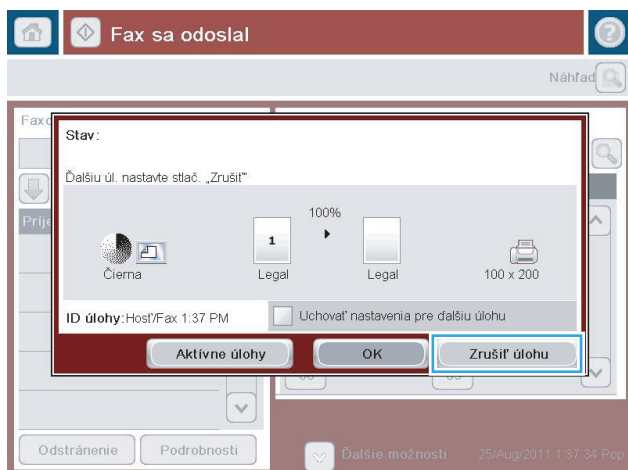 Fax sa odoslal
Náhľad
Fax
Stav:
Ďalšiu úl. nastavte stlač. „Zrušiť“
Príje
100%
1
Čierna
Legal
Legal
100 x 200
ID úlohy: Hosť/Fax 1:37 PM
Uchovať nastavenia pre ďalšiu úlohu
Aktívne úlohy
OK
Zrušiť úlohu
Odstránenie
Podrobnosti
Ďalšie možnosti
25/Aug/2011 1:37:34 Pop